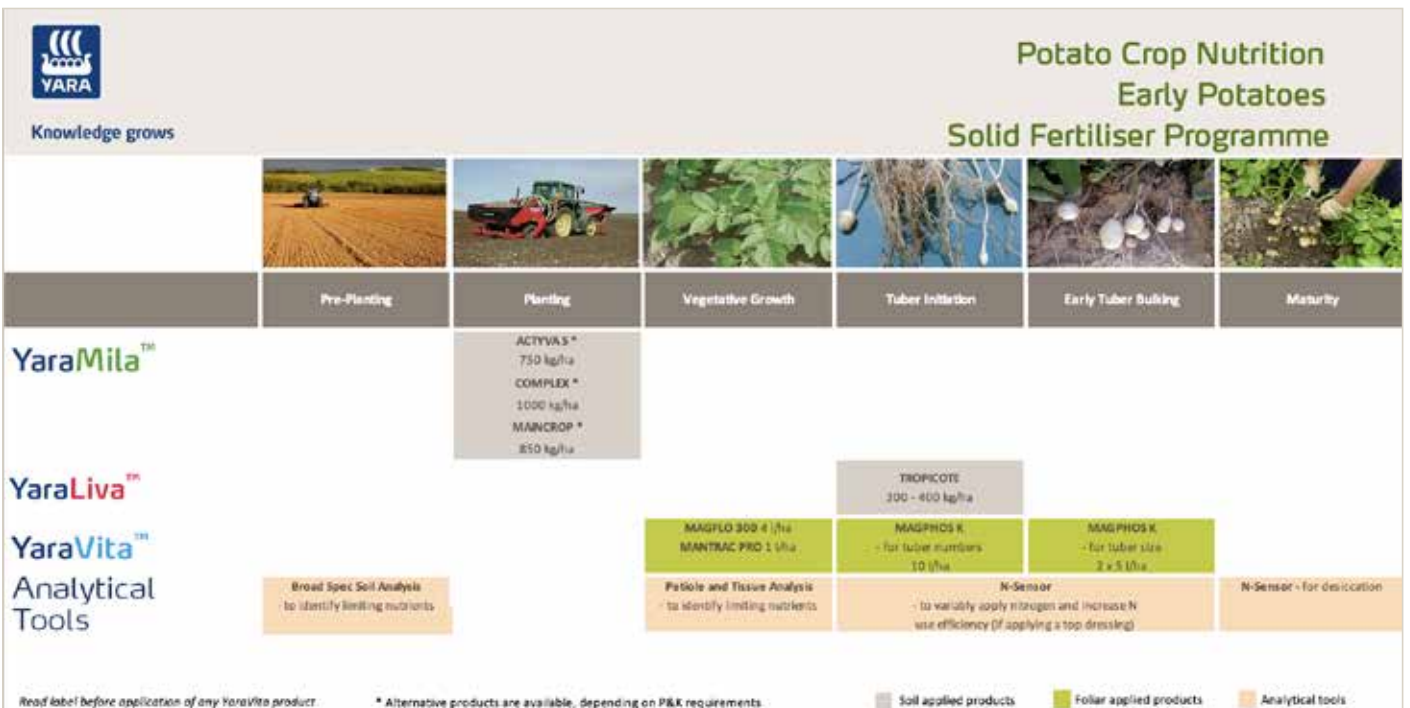 YARA
Knowledge grows
Potato Crop Nutrition
Early Potatoes
Solid Fertiliser Programme
Pre-Planting
Planting
Vegetative Growth
Tuber Initiation
Early Tuber Bulking
Maturity
YaraMila™
ACTYVA S *
750 kg/ha
COMPLEX *
1000 kg/ha
MAINCROP *
850 kg/ha
YaraLiva™
TROPICOTE
- 400 kg/ha
YaraVita™
MAGFLO 300 4 l/ha
MANTRAC PRO 1 l/ha
MAGPHOS K
- for tuber numbers
10 l/ha
MAGPHOS K
- for tuber size
2 x 5 l/ha
Analytical
Tools
Broad Spec Soil Analysis
- to identify limiting nutrients
Petiole and Tissue Analysis
- to identify limiting nutrients
N-Sensor
- to variably apply nitrogen and increase N
use efficiency (if applying a top dressing)
N-Sensor - for desiccation
Read label before application of any YaraVita product.
* Alternative products are available, depending on P&K requirements
Soil applied products
Foliar applied products
Analytical tools